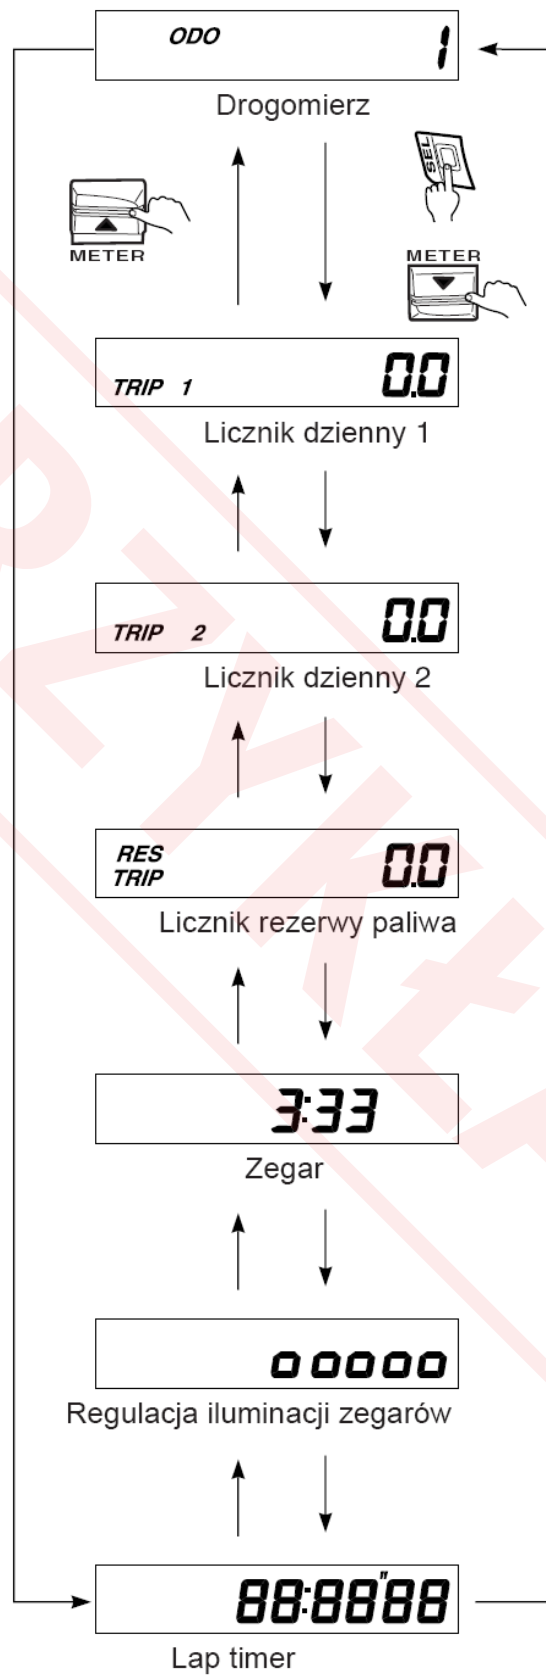 ODO 1
Drogomierz
SEL
METER
METER
TRIP 1 0.0
Licznik dzienny 1
TRIP 2 0.0
Licznik dzienny 2
RES
TRIP 0.0
Licznik rezerwy paliwa
3:33
Zegar
ooooo
Regulacja iluminacji zegarów
88:88"88
Lap timer